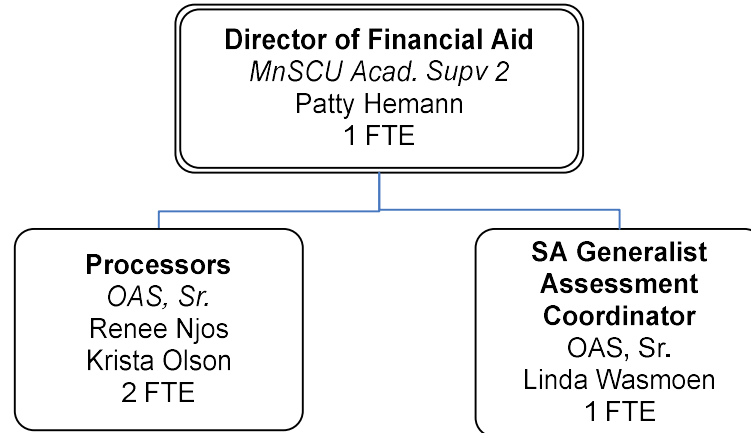 Director of Financial Aid
MnSCU Acad. Supv 2
Patty Hemann
1 FTE
Processors
OAS, Sr.
Renee Njos
Krista Olson
2 FTE
SA Generalist
Assessment
Coordinator
OAS, Sr.
Linda Wasmoen
1 FTE